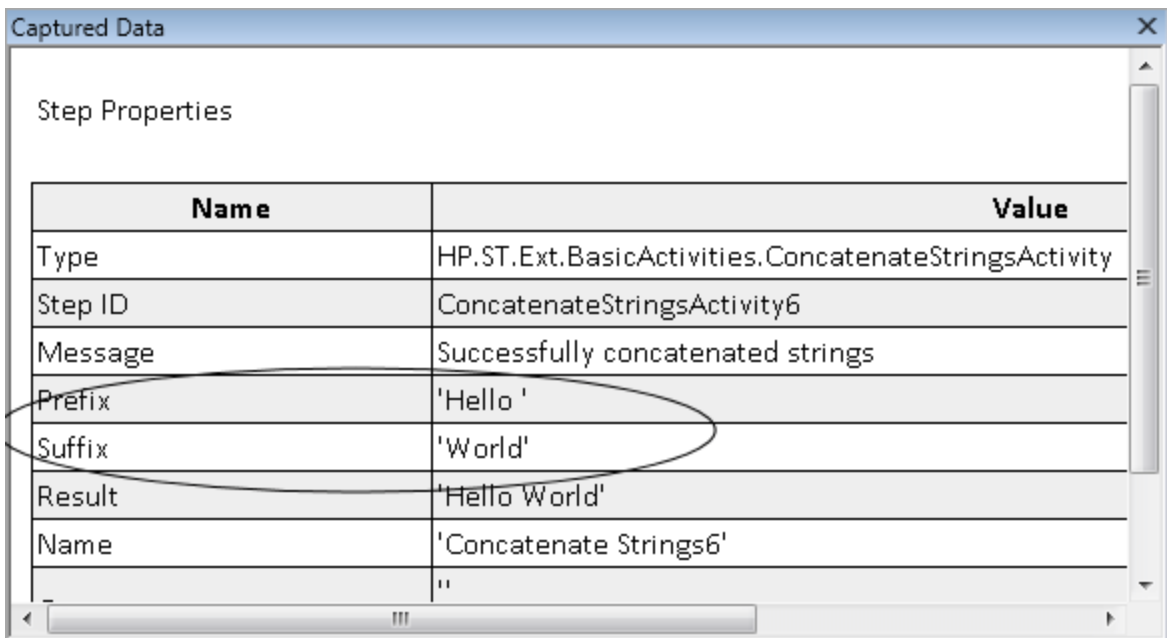 Captured Data
Step Properties
Name Value
Type HP.ST.Ext.BasicActivities.ConcatenateStringsActivity
Step ID ConcatenateStringsActivity6
Message Successfully concatenated strings
Prefix 'Hello '
Suffix 'World'
Result 'Hello World'
Name 'Concatenate Strings6'
''